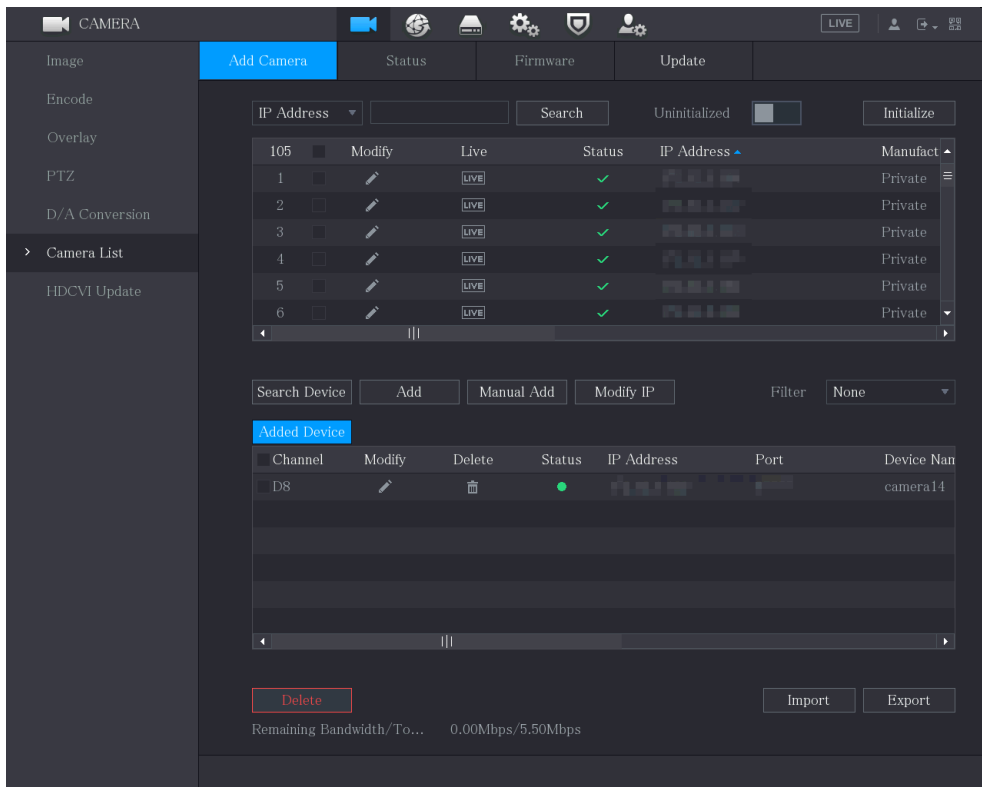 CAMERA LIVE
Image
Encode
Overlay
PTZ
D/A Conversion
Camera List
HDCVI Update
Add Camera Status Firmware Update
IP Address Search Uninitialized Initialize
105 Modify Live Status IP Address Manufact
1 LIVE Private
2 LIVE Private
3 LIVE Private
4 LIVE Private
5 LIVE Private
6 LIVE Private
Search Device Add Manual Add Modify IP Filter None
Added Device
Channel Modify Delete Status IP Address Port Device Nam
D8 camera14
Delete Import Export
Remaining Bandwidth/To... 0.00Mbps/5.50Mbps